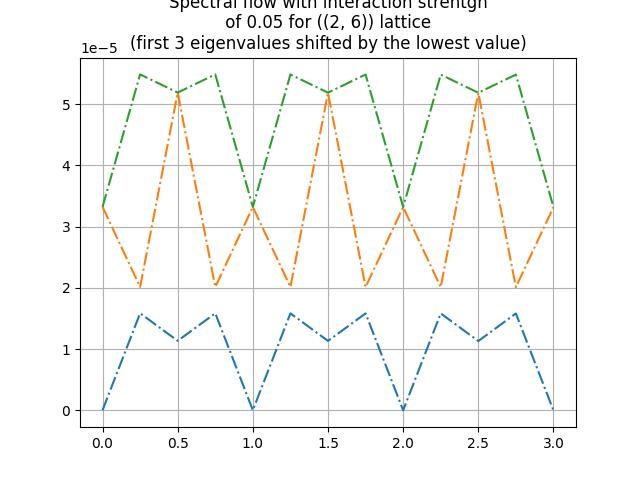 Spectral flow with interaction strentgh
of 0.05 for ((2, 6)) lattice
(first 3 eigenvalues shifted by the lowest value)
1e−5
5
4
3
2
1
0
0.0 0.5 1.0 1.5 2.0 2.5 3.0